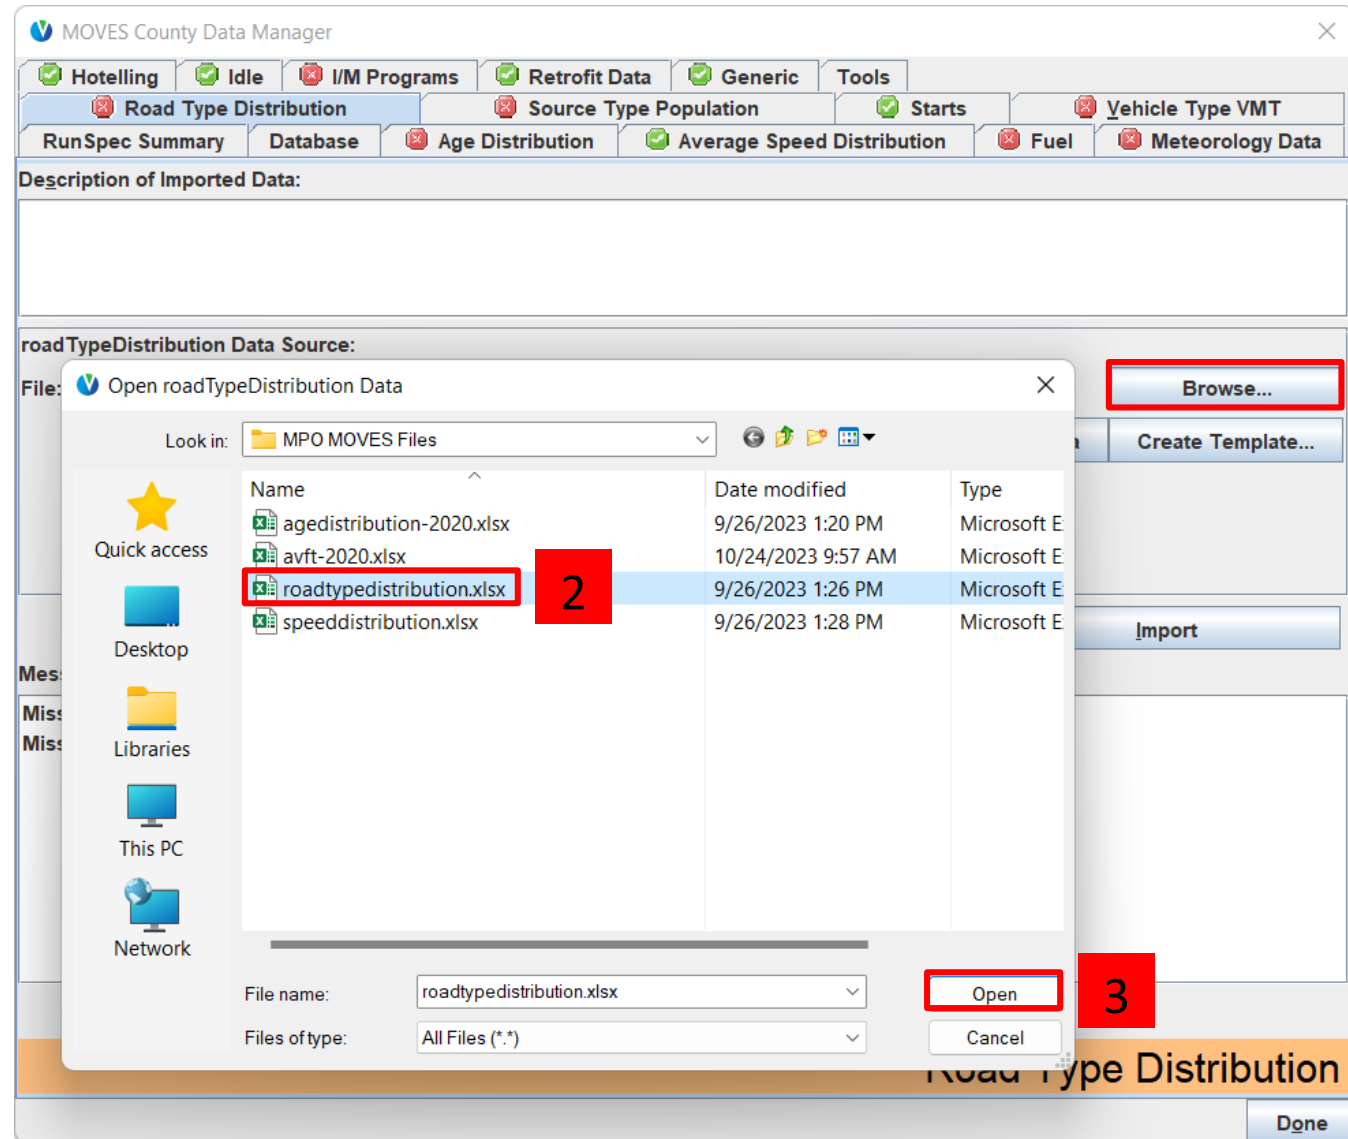 MOVES County Data Manager
Hotelling Idle I/M Programs Retrofit Data Generic Tools
Road Type Distribution Source Type Population Starts Vehicle Type VMT
RunSpec Summary Database Age Distribution Average Speed Distribution Fuel Meteorology Data
Description of Imported Data:
roadTypeDistribution Data Source:
File:
Browse...
Create Template...
Open roadTypeDistribution Data
Look in: MPO MOVES Files
Name Date modified Type
agedistribution-2020.xlsx 9/26/2023 1:20 PM Microsoft E
avft-2020.xlsx 10/24/2023 9:57 AM Microsoft E
roadtypedistribution.xlsx 9/26/2023 1:26 PM Microsoft E
speeddistribution.xlsx 9/26/2023 1:28 PM Microsoft E
2
Quick access
Desktop
Libraries
This PC
Network
Import
Mes
Miss
Miss
File name: roadtypedistribution.xlsx Open
3
Files of type: All Files (*.*) Cancel
Road Type Distribution
Done